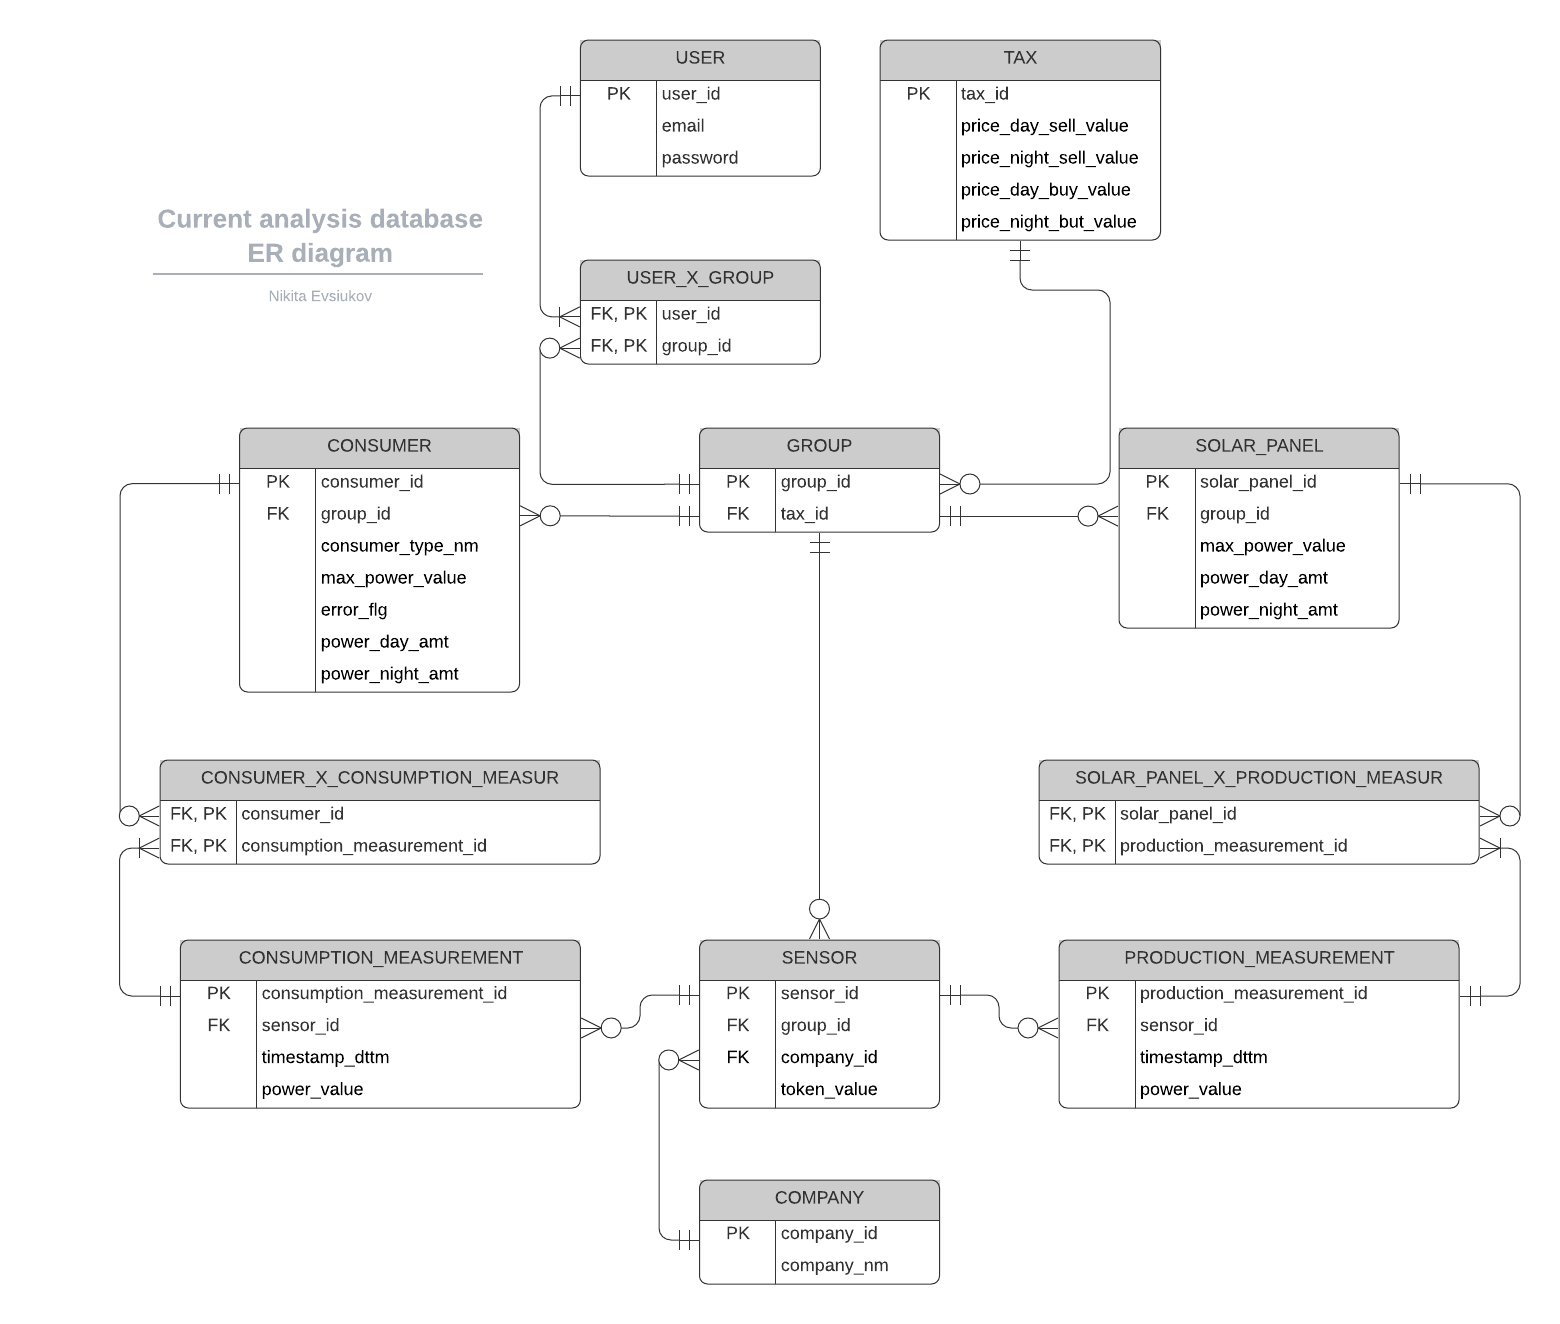 USER
PK user_id
email
password
TAX
PK tax_id
price_day_sell_value
price_night_sell_value
price_day_buy_value
price_night_but_value
Current analysis database
ER diagram
Nikita Evsiukov
USER_X_GROUP
FK, PK user_id
FK, PK group_id
CONSUMER
PK consumer_id
FK group_id
consumer_type_nm
max_power_value
error_flg
power_day_amt
power_night_amt
GROUP
PK group_id
FK tax_id
SOLAR_PANEL
PK solar_panel_id
FK group_id
max_power_value
power_day_amt
power_night_amt
CONSUMER_X_CONSUMPTION_MEASUR
FK, PK consumer_id
FK, PK consumption_measurement_id
SOLAR_PANEL_X_PRODUCTION_MEASUR
FK, PK solar_panel_id
FK, PK production_measurement_id
CONSUMPTION_MEASUREMENT
PK consumption_measurement_id
FK sensor_id
timestamp_dttm
power_value
SENSOR
PK sensor_id
FK group_id
FK company_id
token_value
PRODUCTION_MEASUREMENT
PK production_measurement_id
FK sensor_id
timestamp_dttm
power_value
COMPANY
PK company_id
company_nm